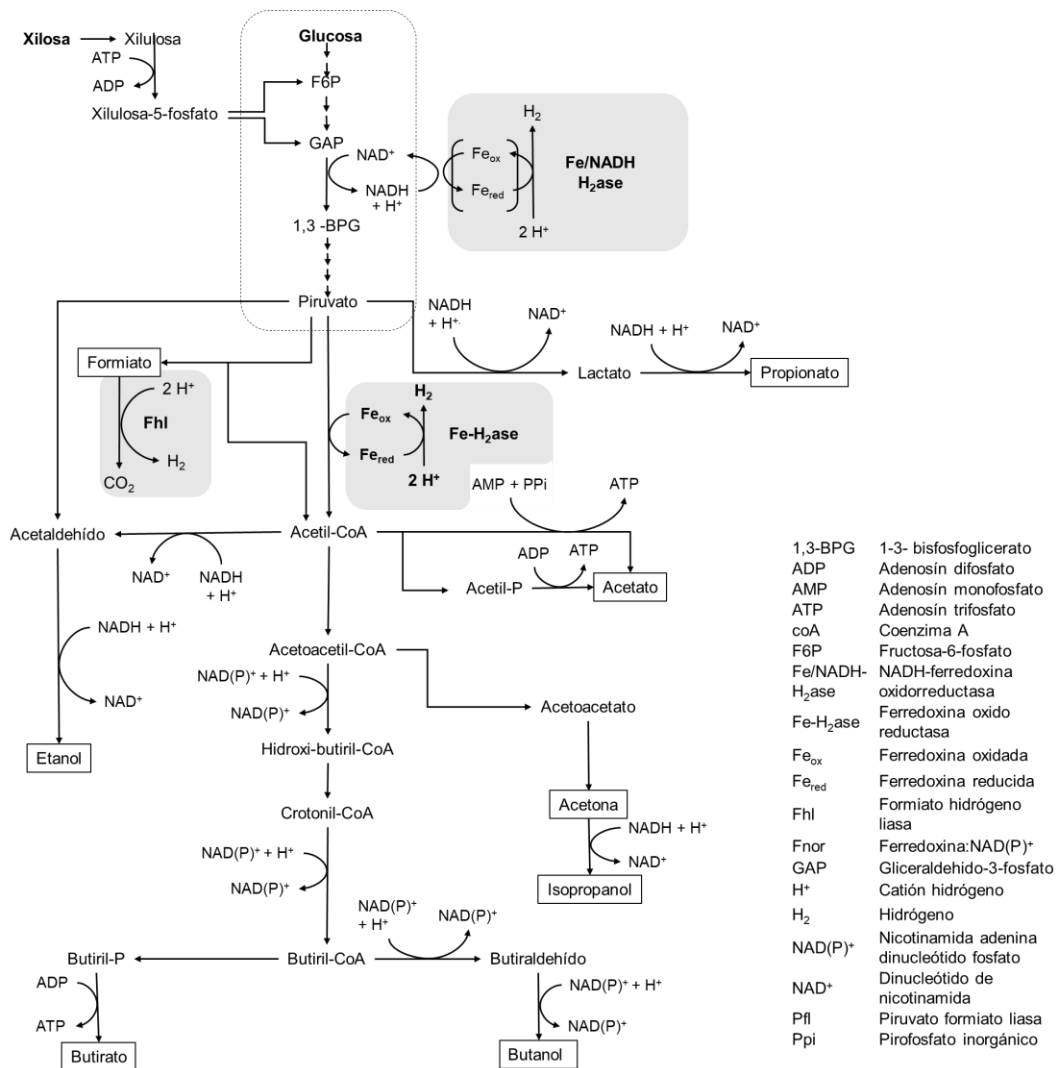 Xilosa
Xilulosa
ATP
ADP
Xilulosa-5-fosfato
Glucosa
F6P
GAP
NAD⁺
NADH
+ H⁺
1,3 -BPG
Feox
Fered
H₂
2 H⁺
Fe/NADH
H₂ase
Piruvato
NADH
+ H⁺.
NAD⁺
Lactato
NADH + H⁺
NAD⁺
Propionato
Formiato
2 H⁺
Fhl
H₂
CO₂
H₂
Feox
Fered
2 H⁺
Fe-H₂ase
AMP + PPi
ATP
Acetaldehído
Acetil-CoA
NAD⁺
NADH
+ H⁺
ADP
ATP
Acetil-P
Acetato
NADH + H⁺
NAD⁺
Etanol
Acetoacetil-CoA
NAD(P)⁺ + H⁺
NAD(P)⁺
Acetoacetato
Hidroxi-butiril-CoA
Acetona
Crotonil-CoA
NADH + H⁺
NAD⁺
Isopropanol
NAD(P)⁺ + H⁺
NAD(P)⁺
NAD(P)⁺
+ H⁺
NAD(P)⁺
Butiril-P
Butiril-CoA
Butiraldehído
ADP
ATP
NAD(P)⁺ + H⁺
NAD(P)⁺
Butirato
Butanol
1,3-BPG 1-3- bisfosfoglicerato
ADP Adenosín difosfato
AMP Adenosín monofosfato
ATP Adenosín trifosfato
coA Coenzima A
F6P Fructosa-6-fosfato
Fe/NADH- NADH-ferredoxina
H₂ase oxidorreductasa
Fe-H₂ase Ferredoxina oxido
reductasa
Feox Ferredoxina oxidada
Fered Ferredoxina reducida
Fhl Formiato hidrógeno
liasa
Fnor Ferredoxina:NAD(P)⁺
GAP Gliceraldehido-3-fosfato
H⁺ Catión hidrógeno
H₂ Hidrógeno
NAD(P)⁺ Nicotinamida adenina
dinucleótido fosfato
NAD⁺ Dinucleótido de
nicotinamida
Pfl Piruvato formiato liasa
Ppi Pirofosfato inorgánico